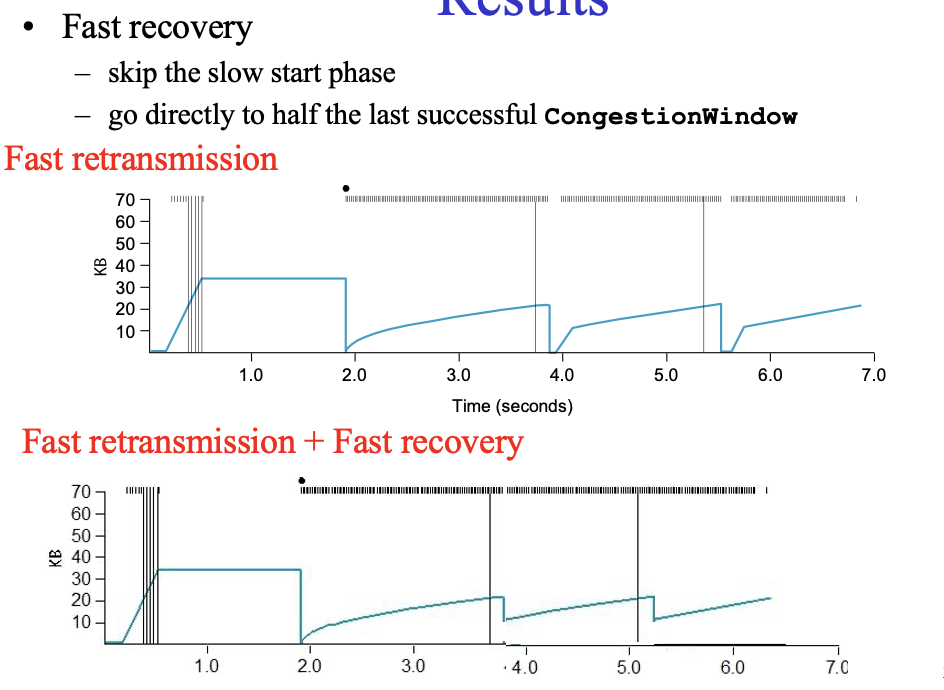 Results
• Fast recovery
– skip the slow start phase
– go directly to half the last successful CongestionWindow
Fast retransmission
70
60
50
40
30
20
10
KB
1.0 2.0 3.0 4.0 5.0 6.0 7.0
Time (seconds)
Fast retransmission + Fast recovery
70
60
50
40
30
20
10
KB
1.0 2.0 3.0 4.0 5.0 6.0 7.0